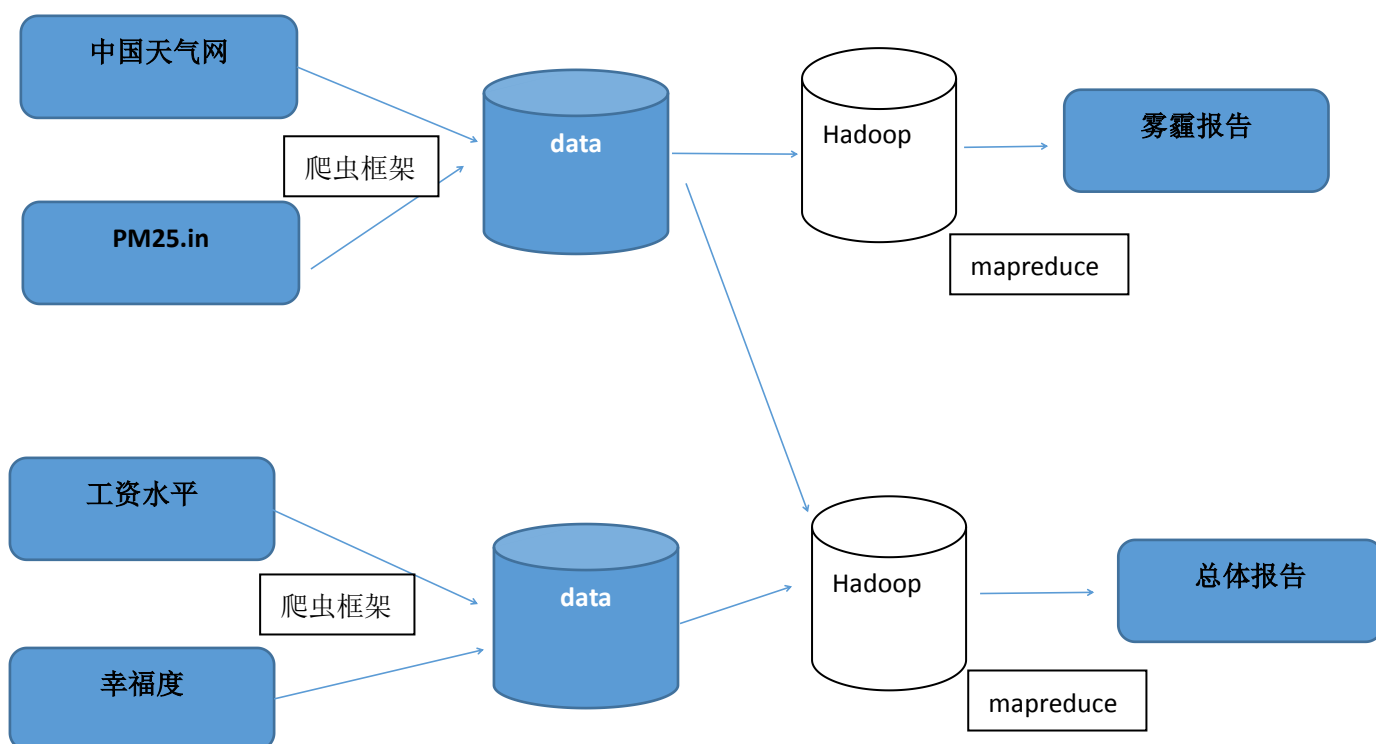 中国天气网
爬虫框架
PM25.in
data
Hadoop
mapreduce
雾霾报告
工资水平
爬虫框架
幸福度
data
Hadoop
mapreduce
总体报告